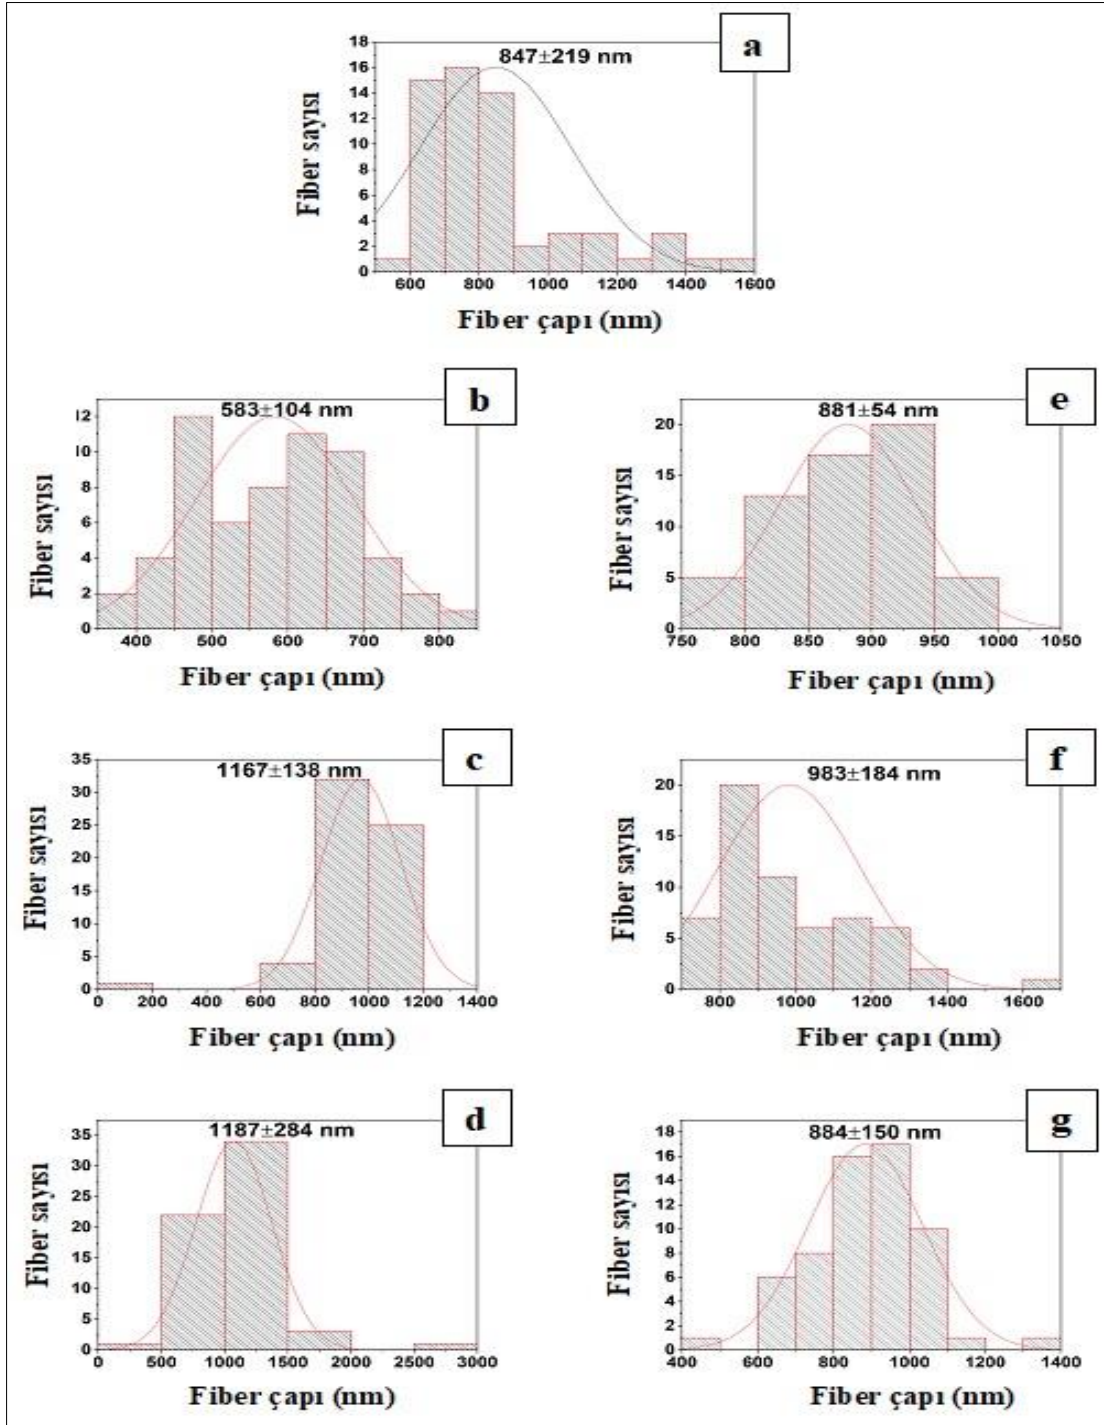 a
847±219 nm
18
16
14
12
10
8
6
4
2
0
Fiber sayısı
600 800 1000 1200 1400 1600
Fiber çapı (nm)
b
583±104 nm
12
10
8
6
4
2
0
Fiber sayısı
400 500 600 700 800
Fiber çapı (nm)
e
881±54 nm
20
15
10
5
0
Fiber sayısı
750 800 850 900 950 1000 1050
Fiber çapı (nm)
c
1167±138 nm
35
30
25
20
15
10
5
0
Fiber sayısı
0 200 400 600 800 1000 1200 1400
Fiber çapı (nm)
f
983±184 nm
20
15
10
5
0
Fiber sayısı
800 1000 1200 1400 1600
Fiber çapı (nm)
d
1187±284 nm
35
30
25
20
15
10
5
0
Fiber sayısı
0 500 1000 1500 2000 2500 3000
Fiber çapı (nm)
g
884±150 nm
18
16
14
12
10
8
6
4
2
0
Fiber sayısı
400 600 800 1000 1200 1400
Fiber çapı (nm)